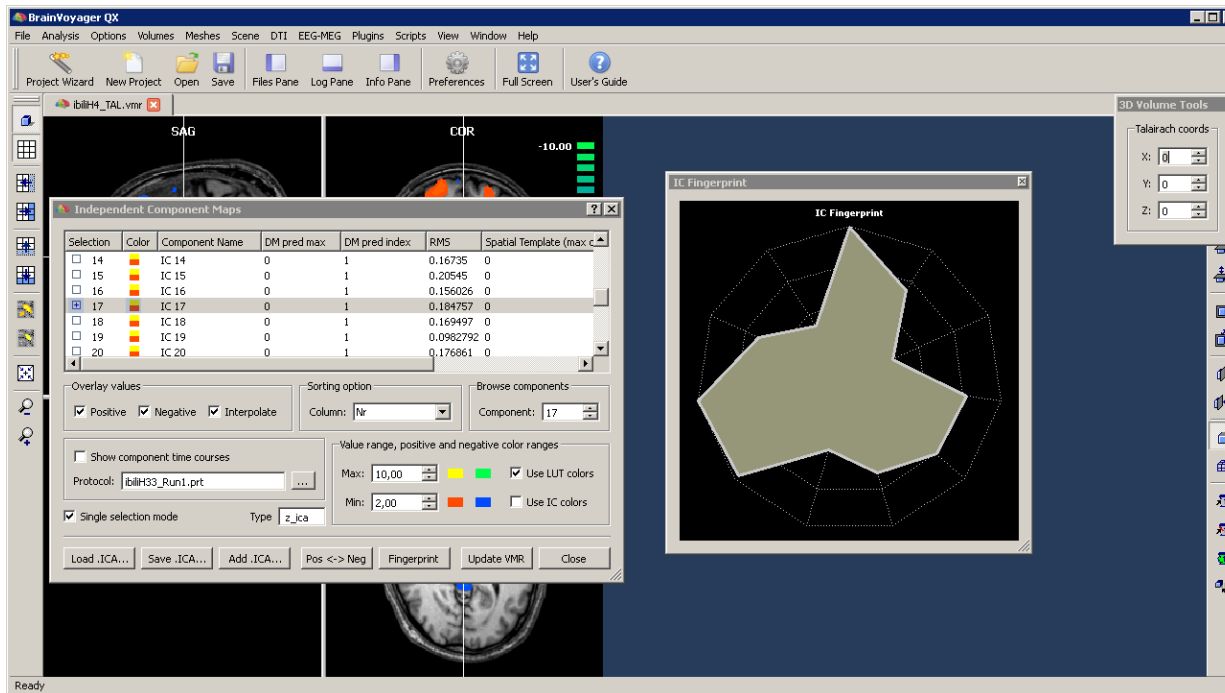 BrainVoyager QX
File Analysis Options Volumes Meshes Scene DTI EEG-MEG Plugins Scripts View Window Help
Project Wizard New Project Open Save Files Pane Log Pane Info Pane Preferences Full Screen User's Guide
ibiliH4_TAL.vmr
3D Volume Tools
Talairach coords
X: 0
Y: 0
Z: 0
SAG COR
-10.00
IC Fingerprint
IC Fingerprint
Independent Component Maps
Selection Color Component Name DM pred max DM pred index RMS Spatial Template (max c
14 IC 14 0 1 0.16735 0
15 IC 15 0 1 0.20545 0
16 IC 16 0 1 0.156026 0
17 IC 17 0 1 0.184757 0
18 IC 18 0 1 0.169497 0
19 IC 19 0 1 0.0982792 0
20 IC 20 0 1 0.176861 0
Overlay values Sorting option Browse components
Positive Negative Interpolate Column: Nr Component: 17
Value range, positive and negative color ranges
Show component time courses
Max: 10,00 Use LUT colors
Protocol: ibiliH33_Run1.prt ...
Min: 2,00 Use IC colors
Single selection mode Type z_ica
Load .ICA... Save .ICA... Add .ICA... Pos <-> Neg Fingerprint Update VMR Close
Ready